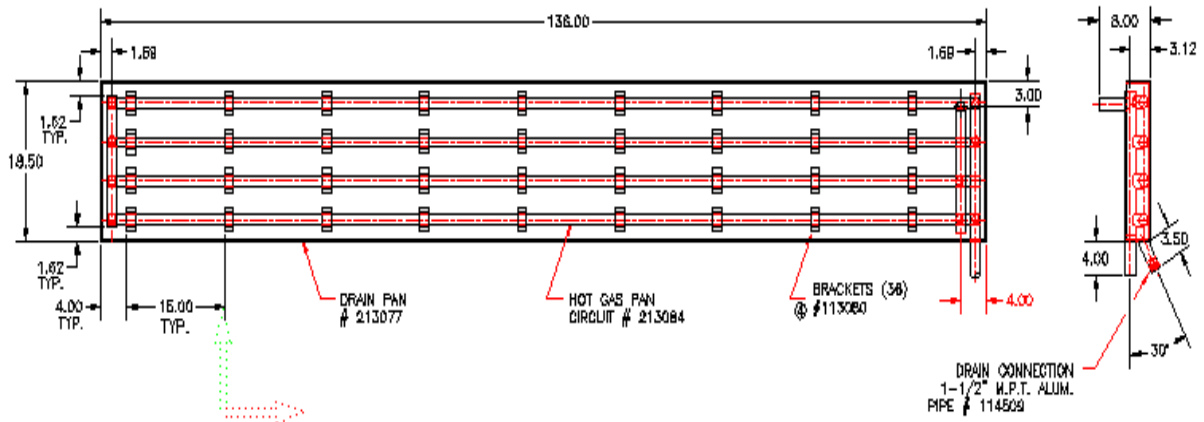 136.00
8.00
1.69
1.69
3.12
3.00
1.62
TYP.
18.50
1.62
TYP.
3.50
4.00
4.00
TYP.
15.00
TYP.
DRAIN PAN
# 213077
HOT GAS PAN
CIRCUIT # 213084
BRACKETS (36)
@ #113080
4.00
30°
DRAIN CONNECTION
1-1/2" M.P.T. ALUM.
PIPE # 114509